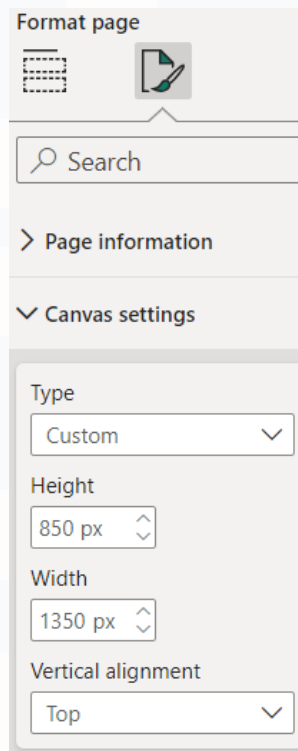 Format page
Search
Page information
Canvas settings
Type
Custom
Height
850 px
Width
1350 px
Vertical alignment
Top